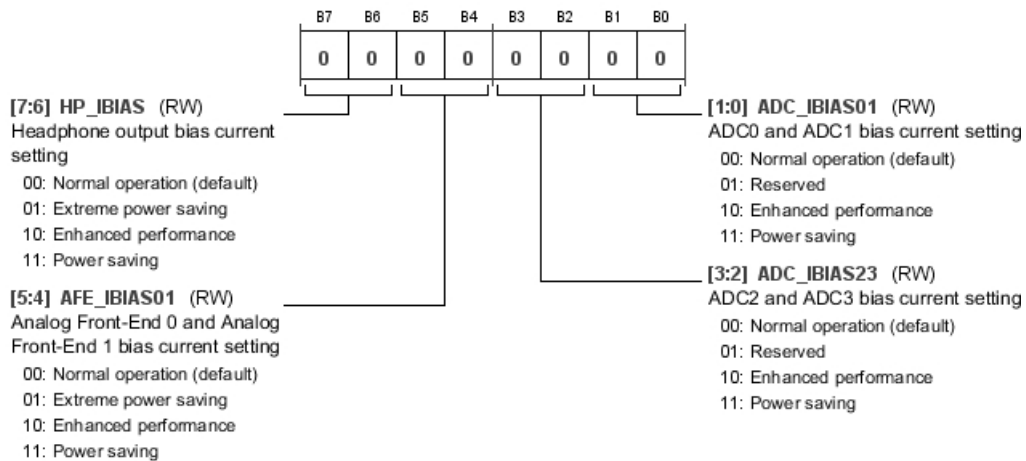 B7 B6 B5 B4 B3 B2 B1 B0
0 0 0 0 0 0 0 0
[7:6] HP_IBIAS (RW)
Headphone output bias current
setting
00: Normal operation (default)
01: Extreme power saving
10: Enhanced performance
11: Power saving
[5:4] AFE_IBIAS01 (RW)
Analog Front-End 0 and Analog
Front-End 1 bias current setting
00: Normal operation (default)
01: Extreme power saving
10: Enhanced performance
11: Power saving
[1:0] ADC_IBIAS01 (RW)
ADC0 and ADC1 bias current setting
00: Normal operation (default)
01: Reserved
10: Enhanced performance
11: Power saving
[3:2] ADC_IBIAS23 (RW)
ADC2 and ADC3 bias current setting
00: Normal operation (default)
01: Reserved
10: Enhanced performance
11: Power saving